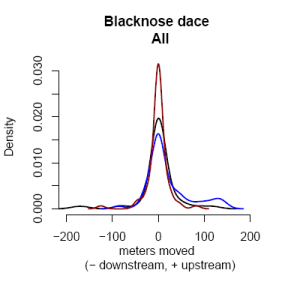 Blacknose dace
All
Density
0.000 0.010 0.020 0.030
−200 −100 0 100 200
meters moved
(− downstream, + upstream)